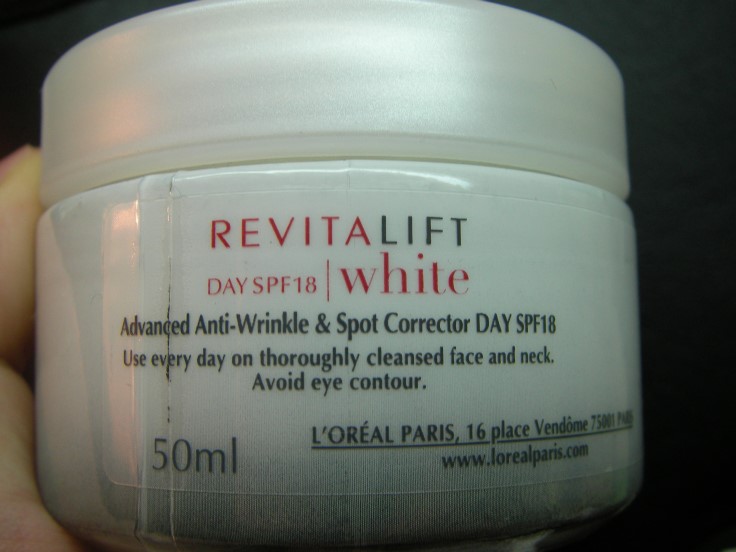 REVITALIFT
DAY SPF18 | white
Advanced Anti-Wrinkle & Spot Corrector DAY SPF18
Use every day on thoroughly cleansed face and neck.
Avoid eye contour.
50ml
L'ORÉAL PARIS, 16 place Vendôme 75001 PARIS
www.lorealparis.com